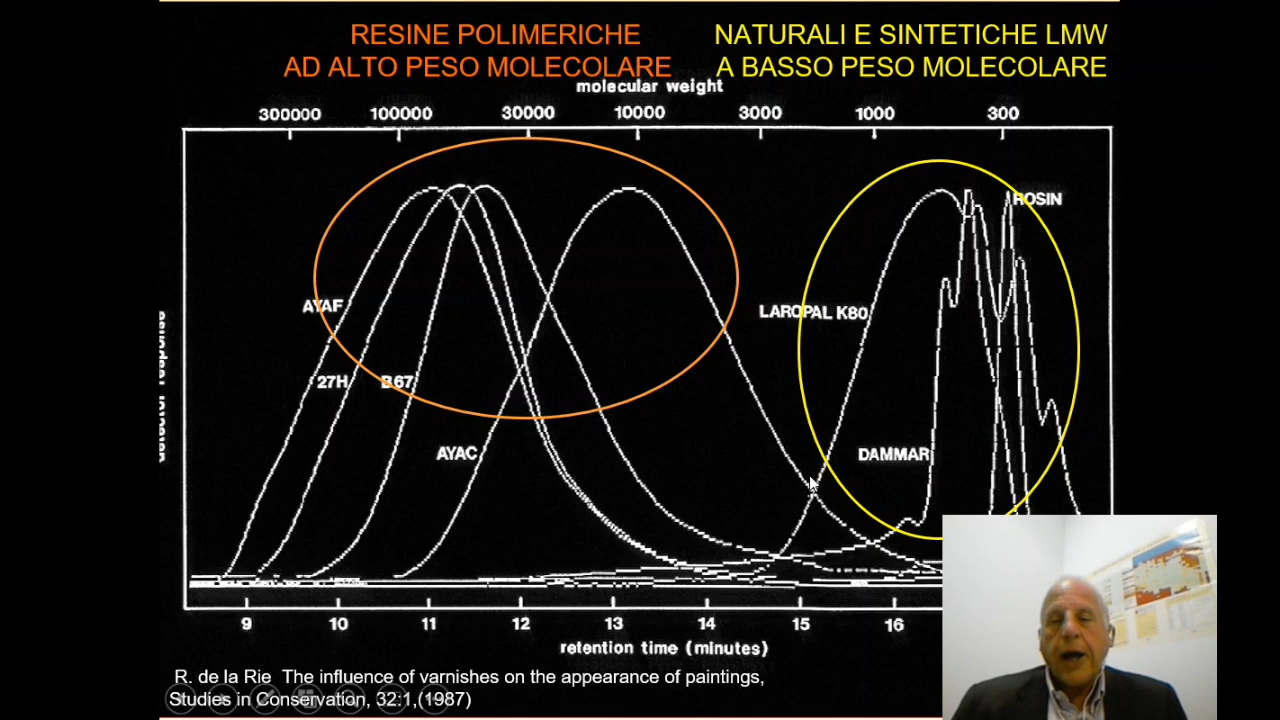 RESINE POLIMERICHE
AD ALTO PESO MOLECOLARE
NATURALI E SINTETICHE LMW
A BASSO PESO MOLECOLARE
molecular weight
300000 100000 30000 10000 3000 1000 300
ROSIN
AYAF
LAROPAL K80
27H B67
AYAC
DAMMAR
detector response
9 10 11 12 13 14 15 16
retention time (minutes)
R. de la Rie The influence of varnishes on the appearance of paintings,
Studies in Conservation, 32:1,(1987)